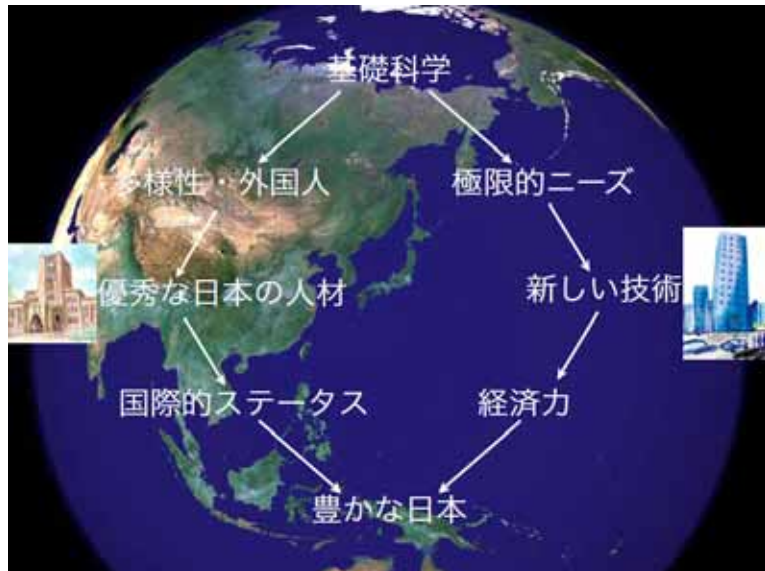 基礎科学
多様性・外国人
極限的ニーズ
優秀な日本の人材
新しい技術
国際的ステータス
経済力
豊かな日本